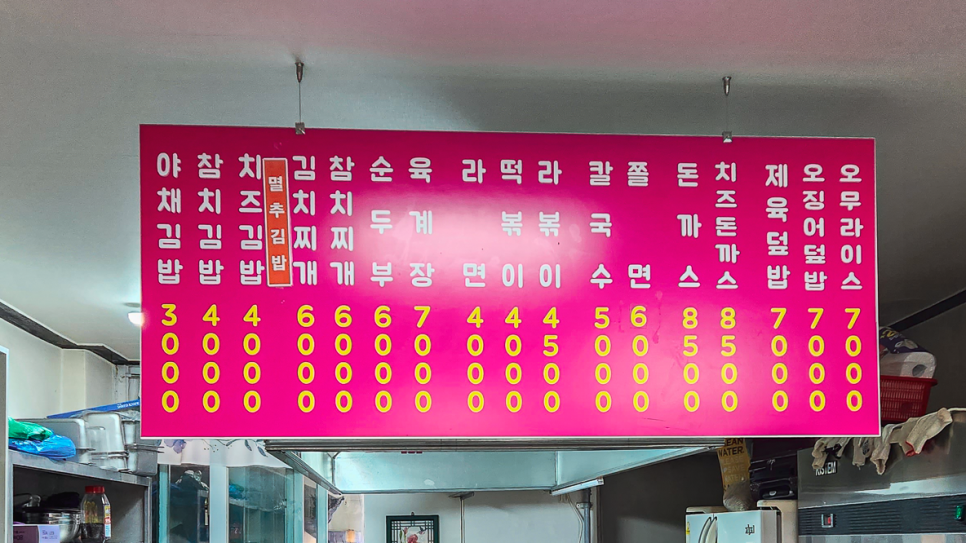 야채김밥 3000
참치김밥 4000
치즈김밥 4000
멸추김밥
김치찌개 6000
참치찌개 6000
순두부 6000
육계장 7000
라면 4000
떡볶이 4000
라볶이 4500
칼국수 5000
쫄면 6000
돈까스 8500
치즈돈까스 8500
제육덮밥 7000
오징어덮밥 7000
오무라이스 7000
WATER